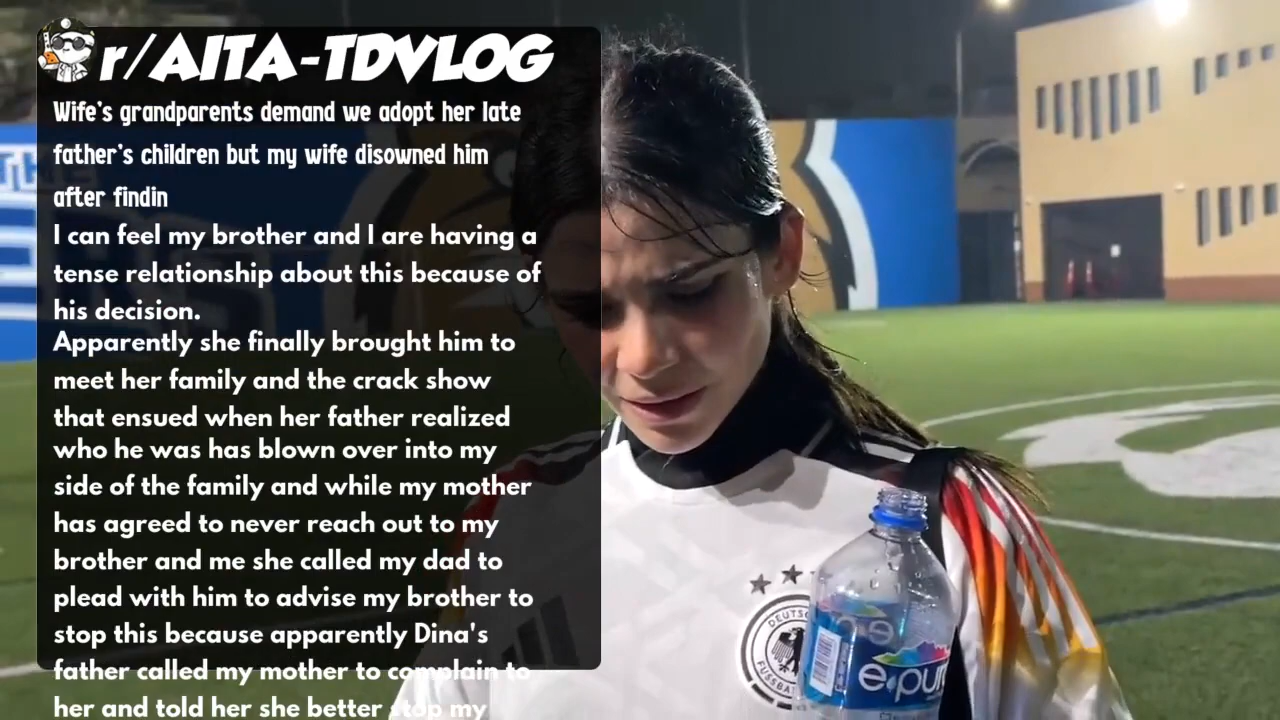 r/AITA-TDVLOG
Wife's grandparents demand we adopt her late
father's children but my wife disowned him
after findin
I can feel my brother and I are having a
tense relationship about this because of
his decision.
Apparently she finally brought him to
meet her family and the crack show
that ensued when her father realized
who he was has blown over into my
side of the family and while my mother
has agreed to never reach out to my
brother and me she called my dad to
plead with him to advise my brother to
stop this because apparently Dina's
father called my mother to complain to
her and told her she better stop my
DEUTSC
FUSSBA
e-pura